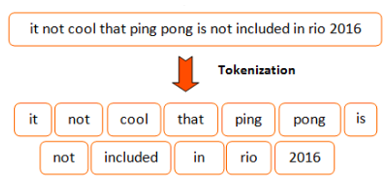 it not cool that ping pong is not included in rio 2016
Tokenization
it not cool that ping pong is
not included in rio 2016